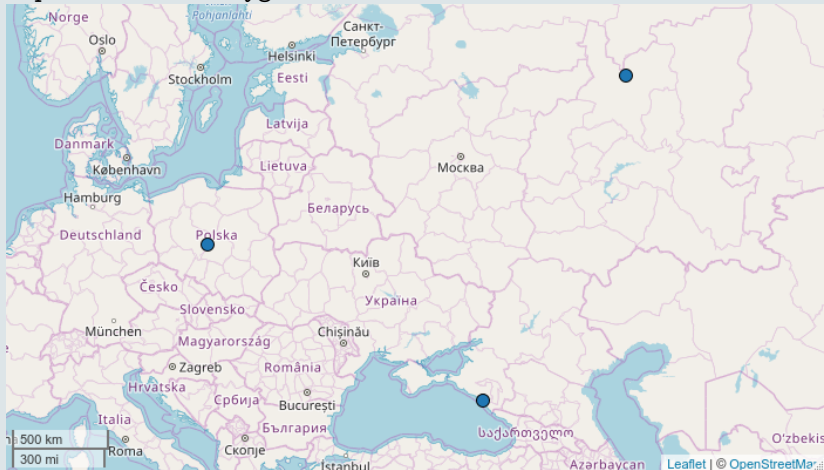 Norge
Pohjanlahti
Санкт-
Петербург
Oslo
Helsinki
Stockholm
Eesti
Latvija
Danmark
København
Lietuva
Москва
Hamburg
Беларусь
Deutschland
Polska
Київ
Česko
Україна
Slovensko
München
Chișinău
Magyarország
Zagreb
România
Hrvatska
Србија
București
Italia
България
საქართველო
500 km
Roma
Скопје
300 mi
İstanbul
Azərbaycan
O'zbekis
Leaflet | © OpenStreetMap